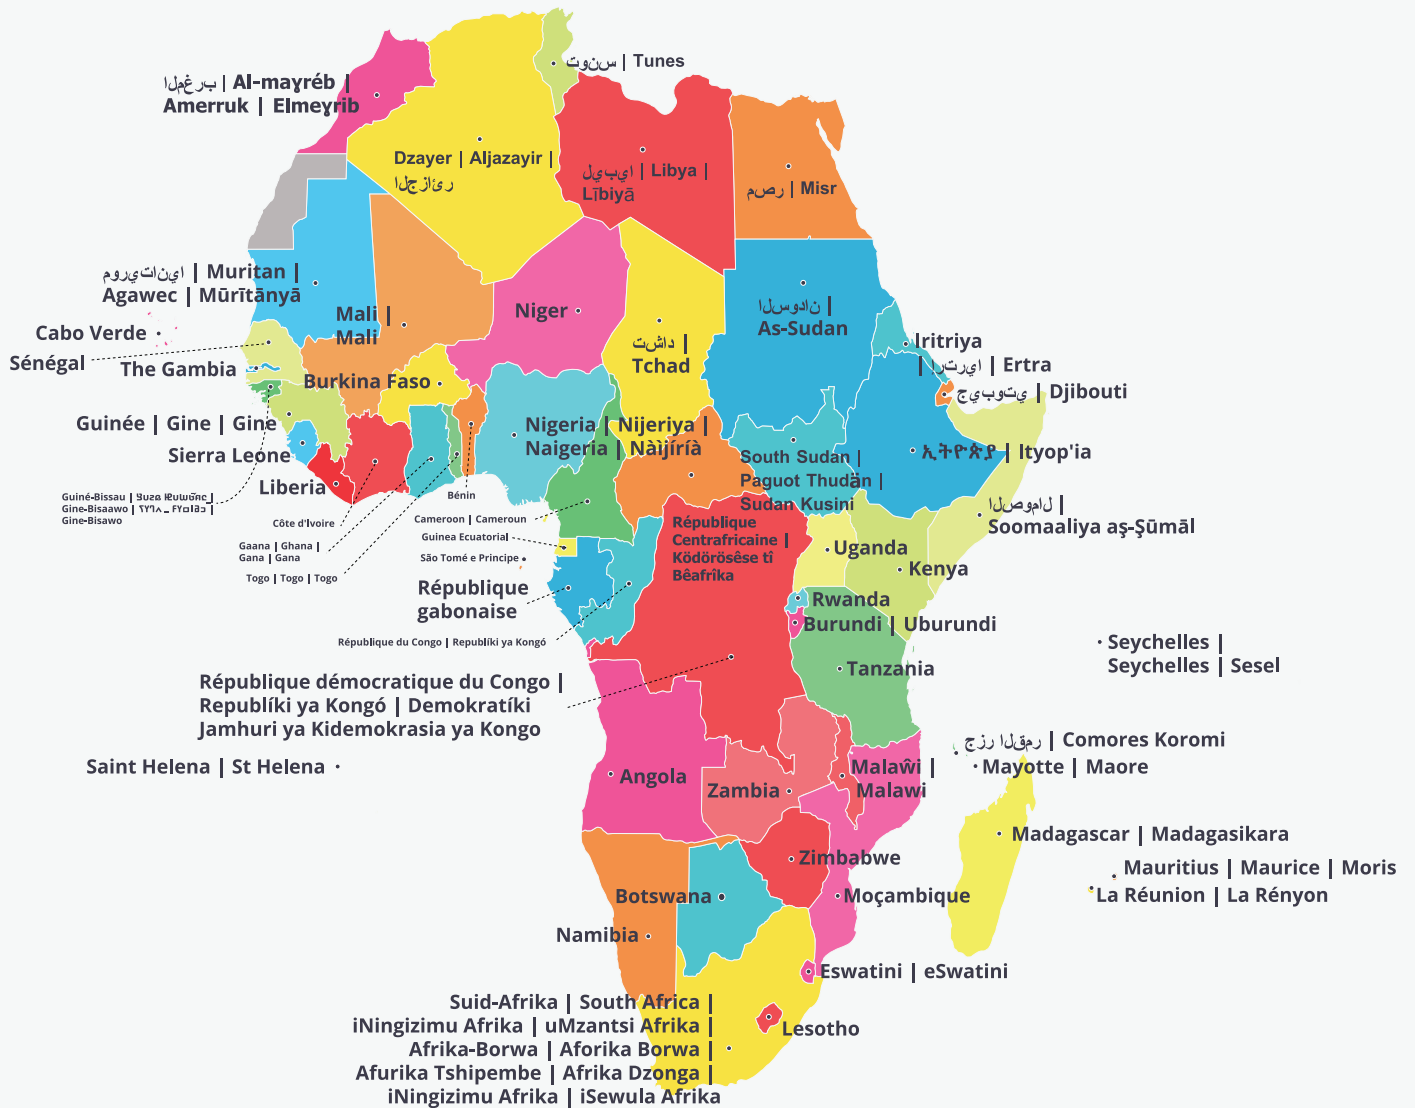 تونس | Tunes
المغرب | Al-maɣréb |
Amerruk | Elmeɣrib
Dzayer | Aljazayir |
الجزائر
ليبيا | Libya |
Lībiyā
مصر | Misr
موريتانيا | Muritan |
Agawec | Mūrītānyā
Cabo Verde
Sénégal
The Gambia
Mali |
Mali
Niger
تشاد |
Tchad
السودان |
As-Sudan
Iritriya
| إرتريا | Ertra
جيبوتي | Djibouti
Burkina Faso
Guinée | Gine | Gine
Sierra Leone
Liberia
Nigeria | Nijeriya |
Naigeria | Nàìjíríà
South Sudan |
Paguot Thudän |
Sudan Kusini
ኢትዮጵያ | Ityop'ia
الصومال |
Soomaaliya aş-Şūmāl
Guiné-Bissau |
Gine-Bisaawo |
Gine-Bisawo
Bénin
Côte d'Ivoire
Gaana | Ghana |
Gana | Gana
Togo | Togo | Togo
Cameroon | Cameroun
Guinea Ecuatorial
São Tomé e Principe
République
gabonaise
République du Congo | Republíki ya Kongó
République
Centrafricaine |
Ködörösêse tî
Bêafrîka
Uganda
Kenya
Rwanda
Burundi | Uburundi
Tanzania
Seychelles |
Seychelles | Sesel
République démocratique du Congo |
Republíki ya Kongó | Demokratíki
Jamhuri ya Kidemokrasia ya Kongo
Saint Helena | St Helena
Angola
Zambia
Malaŵi |
Malawi
جزر القمر | Comores Koromi
Mayotte | Maore
Madagascar | Madagasikara
Mauritius | Maurice | Moris
La Réunion | La Rényon
Zimbabwe
Botswana
Moçambique
Namibia
Eswatini | eSwatini
Lesotho
Suid-Afrika | South Africa |
iNingizimu Afrika | uMzantsi Afrika |
Afrika-Borwa | Aforika Borwa |
Afurika Tshipembe | Afrika Dzonga |
iNingizimu Afrika | iSewula Afrika